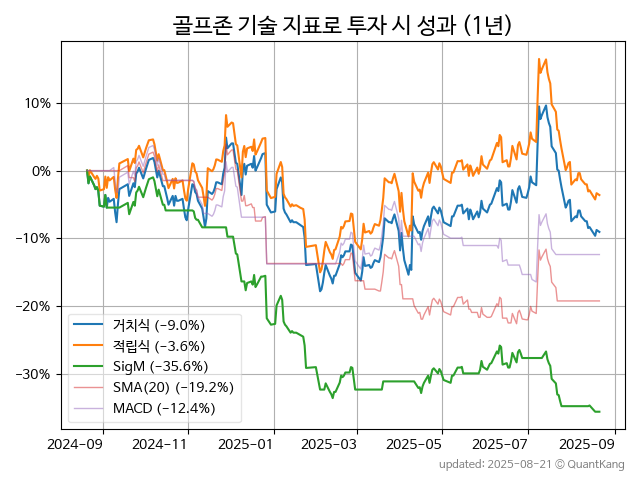 골프존 기술 지표로 투자 시 성과 (1년)
10%
0%
−10%
−20%
−30%
거치식 (−9.0%)
적립식 (−3.6%)
SigM (−35.6%)
SMA(20) (−19.2%)
MACD (−12.4%)
2024-09
2024-11
2025-01
2025-03
2025-05
2025-07
2025-09
updated: 2025-08-21 © QuantKang